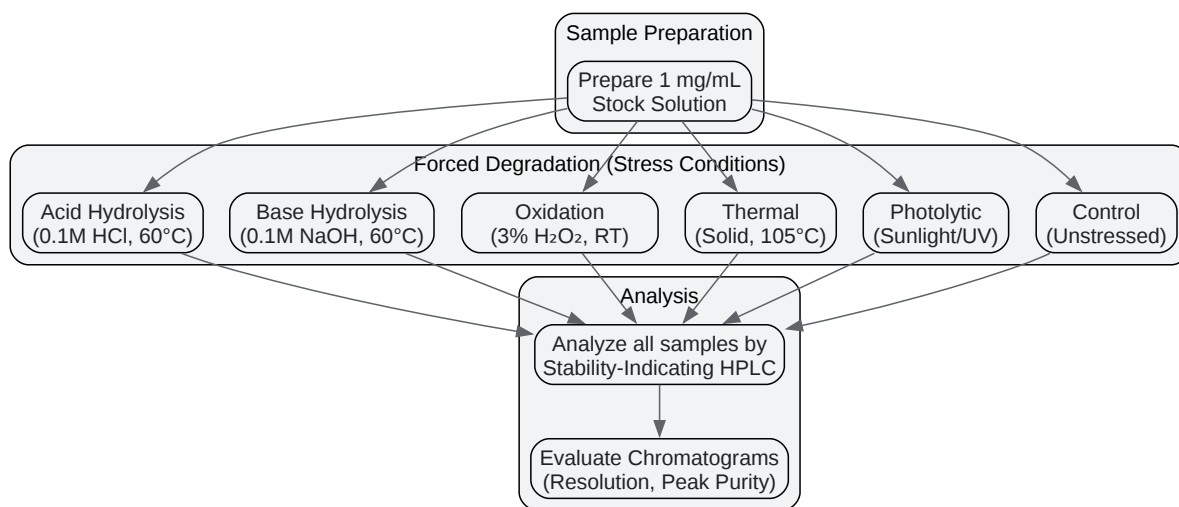 Sample Preparation
Prepare 1 mg/mL
Stock Solution
Forced Degradation (Stress Conditions)
Acid Hydrolysis
(0.1M HCl, 60°C)
Base Hydrolysis
(0.1M NaOH, 60°C)
Oxidation
(3% H₂O₂, RT)
Thermal
(Solid, 105°C)
Photolytic
(Sunlight/UV)
Control
(Unstressed)
Analysis
Analyze all samples by
Stability-Indicating HPLC
Evaluate Chromatograms
(Resolution, Peak Purity)